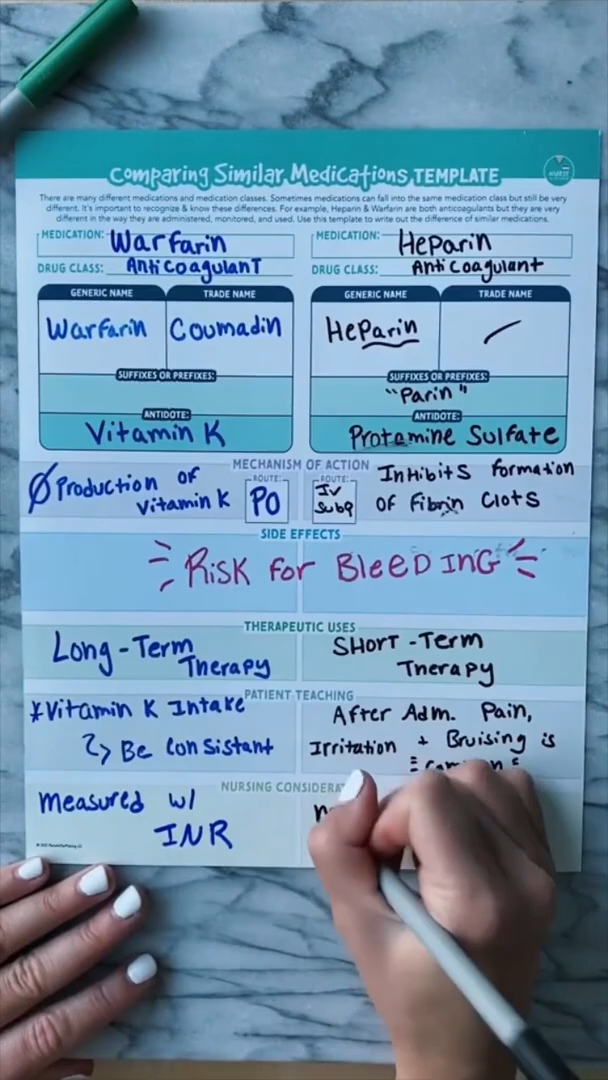 Comparing Similar Medications TEMPLATE
There are many different medications and medication classes. Sometimes medications can fall into the same medication class but still be very
different. It's important to recognize & know these differences. For example, Heparin & Warfarin are both anticoagulants but they are very
different in the way they are administered, monitored, and used. Use this template to write out the difference of similar medications.
MEDICATION: Warfarin
DRUG CLASS: AntiCoagulanT
GENERIC NAME TRADE NAME
Warfarin Coumadin
SUFFIXES OR PREFIXES:
ANTIDOTE:
Vitamin K
MEDICATION: Heparin
DRUG CLASS: Anti Coagulant
GENERIC NAME TRADE NAME
Heparin
SUFFIXES OR PREFIXES:
"Parin"
ANTIDOTE:
Protamine Sulfate
MECHANISM OF ACTION
Ø Production of
Vitamin K
ROUTE:
PO
ROUTE:
IV
SubQ
Inhibits Formation
of Fibrin Clots
SIDE EFFECTS
Risk for Bleeding
THERAPEUTIC USES
Long-Term
Therapy
SHORT-Term
Therapy
PATIENT TEACHING
*Vitamin K Intake
Be Consistant
After Adm. Pain,
Irritation + Bruising is
NURSING
Measured w/
INR